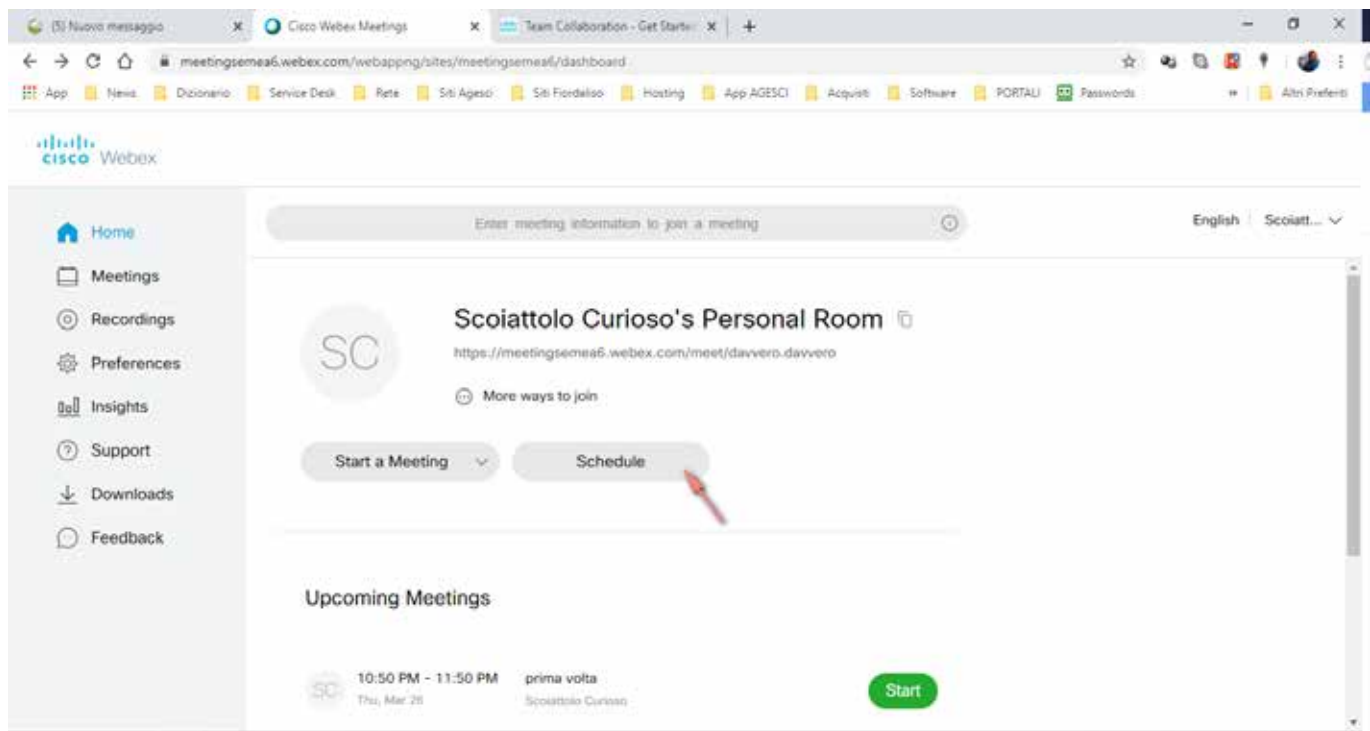 (5) Nuovo messaggio
Cisco Webex Meetings
Team Collaboration - Get Starte
meetingsemea6.webex.com/webappng/sites/meetingsemea6/dashboard
App News Dizionario Service Desk Rete Siti Agesci Siti Fiordaliso Hosting App AGESCI Acquisti Software PORTALI Passwords » Altri Preferiti
cisco Webex
Enter meeting information to join a meeting
English Scoiatt...
Home
Meetings
Recordings
Preferences
Insights
Support
Downloads
Feedback
SC
Scoiattolo Curioso's Personal Room
https://meetingsemea6.webex.com/meet/davvero.davvero
More ways to join
Start a Meeting
Schedule
Upcoming Meetings
SC
10:50 PM - 11:50 PM prima volta
Thu, Mar 26 Scoiattolo Curioso
Start